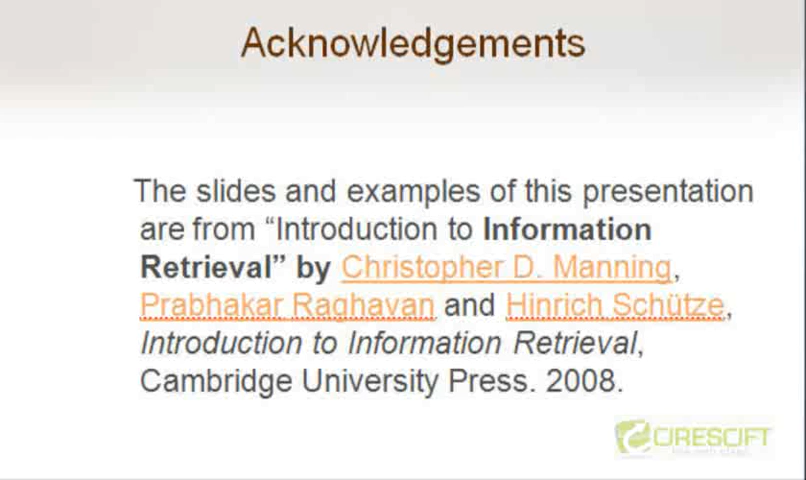 Acknowledgements
The slides and examples of this presentation
are from “Introduction to Information
Retrieval” by Christopher D. Manning,
Prabhakar Raghavan and Hinrich Schütze,
Introduction to Information Retrieval,
Cambridge University Press. 2008.